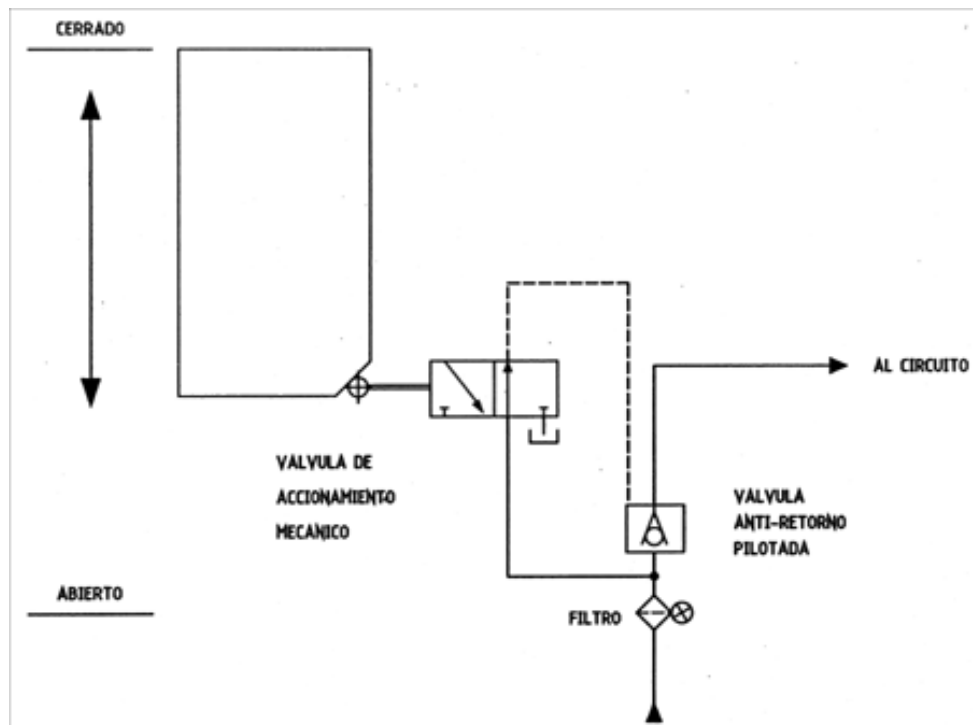 CERRADO
AL CIRCUITO
VALVULA DE
ACCIONAMIENTO
MECANICO
VALVULA
ANTI-RETORNO
PILOTADA
ABIERTO
FILTRO